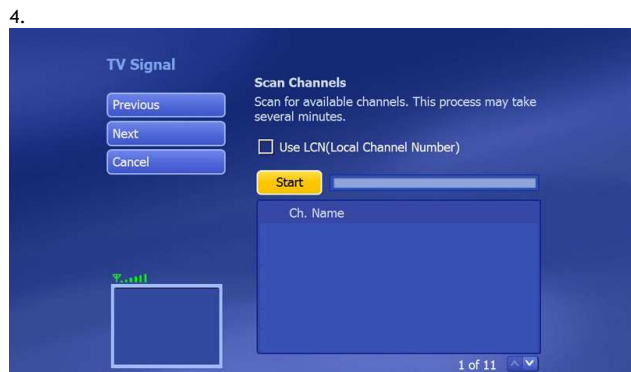 4.
TV Signal
Scan Channels
Previous
Scan for available channels. This process may take
several minutes.
Next
Use LCN(Local Channel Number)
Cancel
Start
Ch. Name
1 of 11